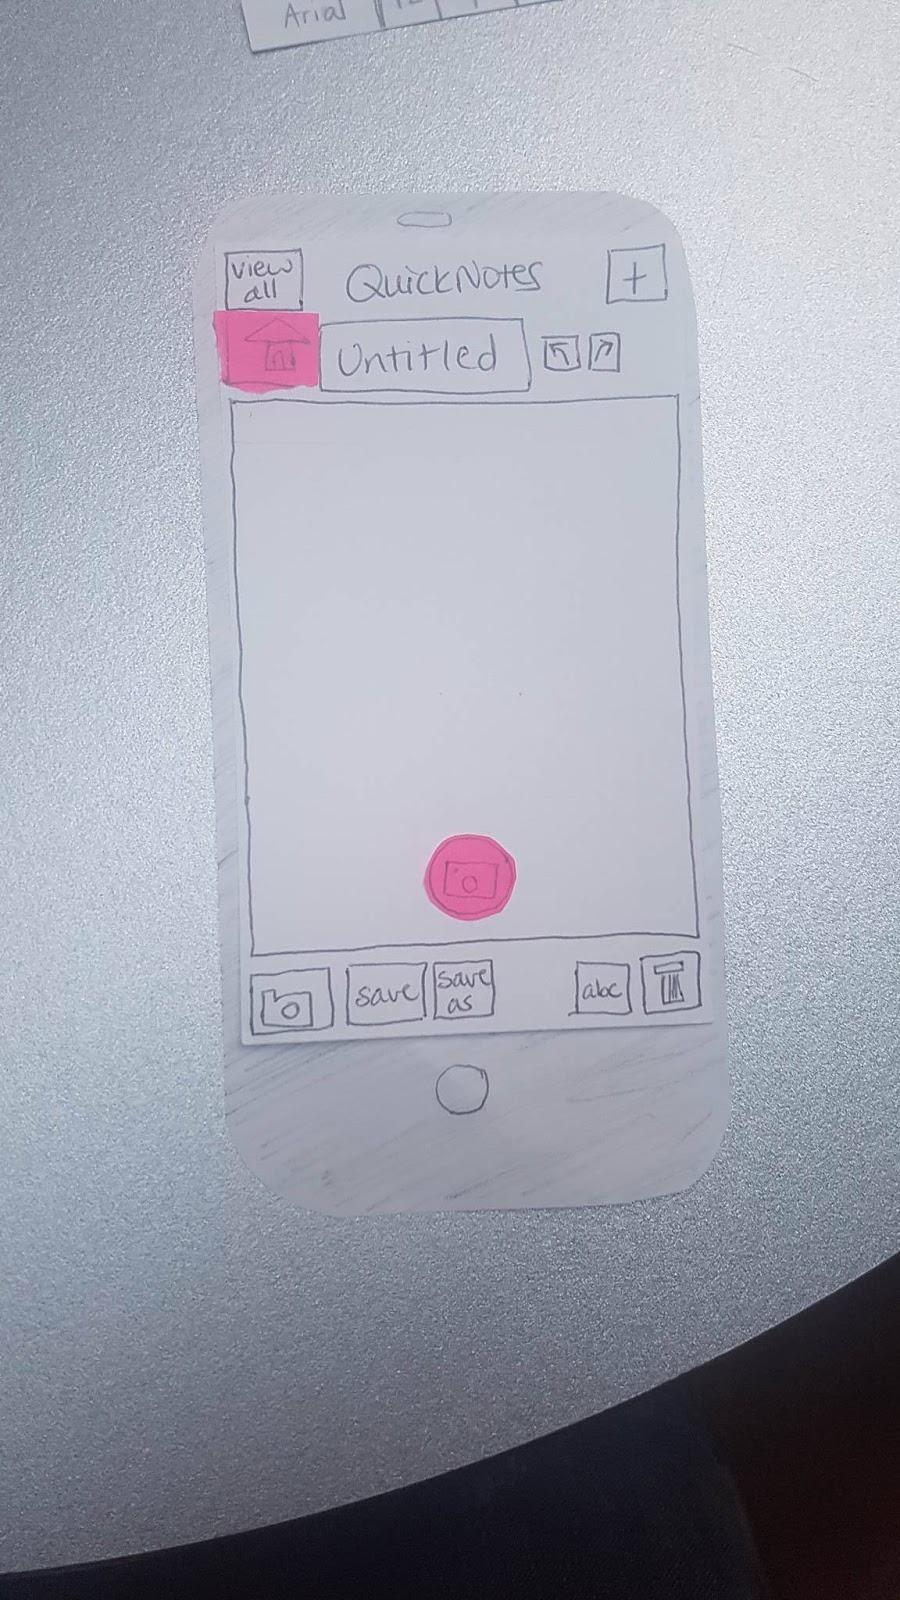 Arial
view
all
QuickNotes
+
Untitled
save
save
as
abc